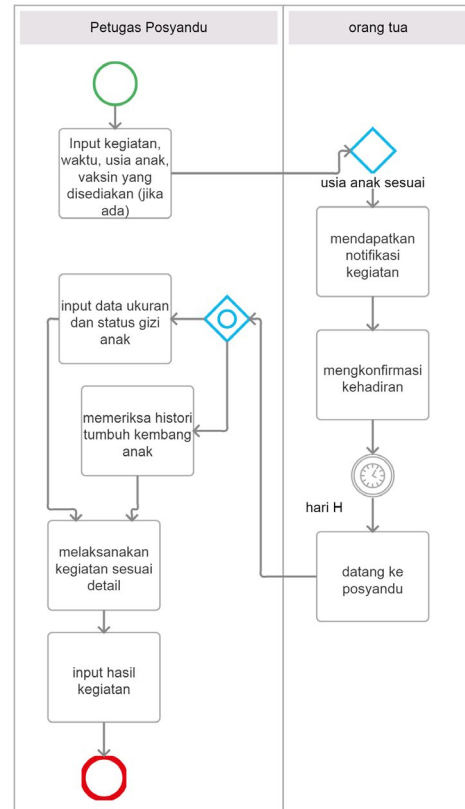 Petugas Posyandu
orang tua
Input kegiatan,
waktu, usia anak,
vaksin yang
disediakan (jika
ada)
usia anak sesuai
mendapatkan
notifikasi
kegiatan
input data ukuran
dan status gizi
anak
mengkonfirmasi
kehadiran
memeriksa histori
tumbuh kembang
anak
hari H
melaksanakan
kegiatan sesuai
detail
datang ke
posyandu
input hasil
kegiatan